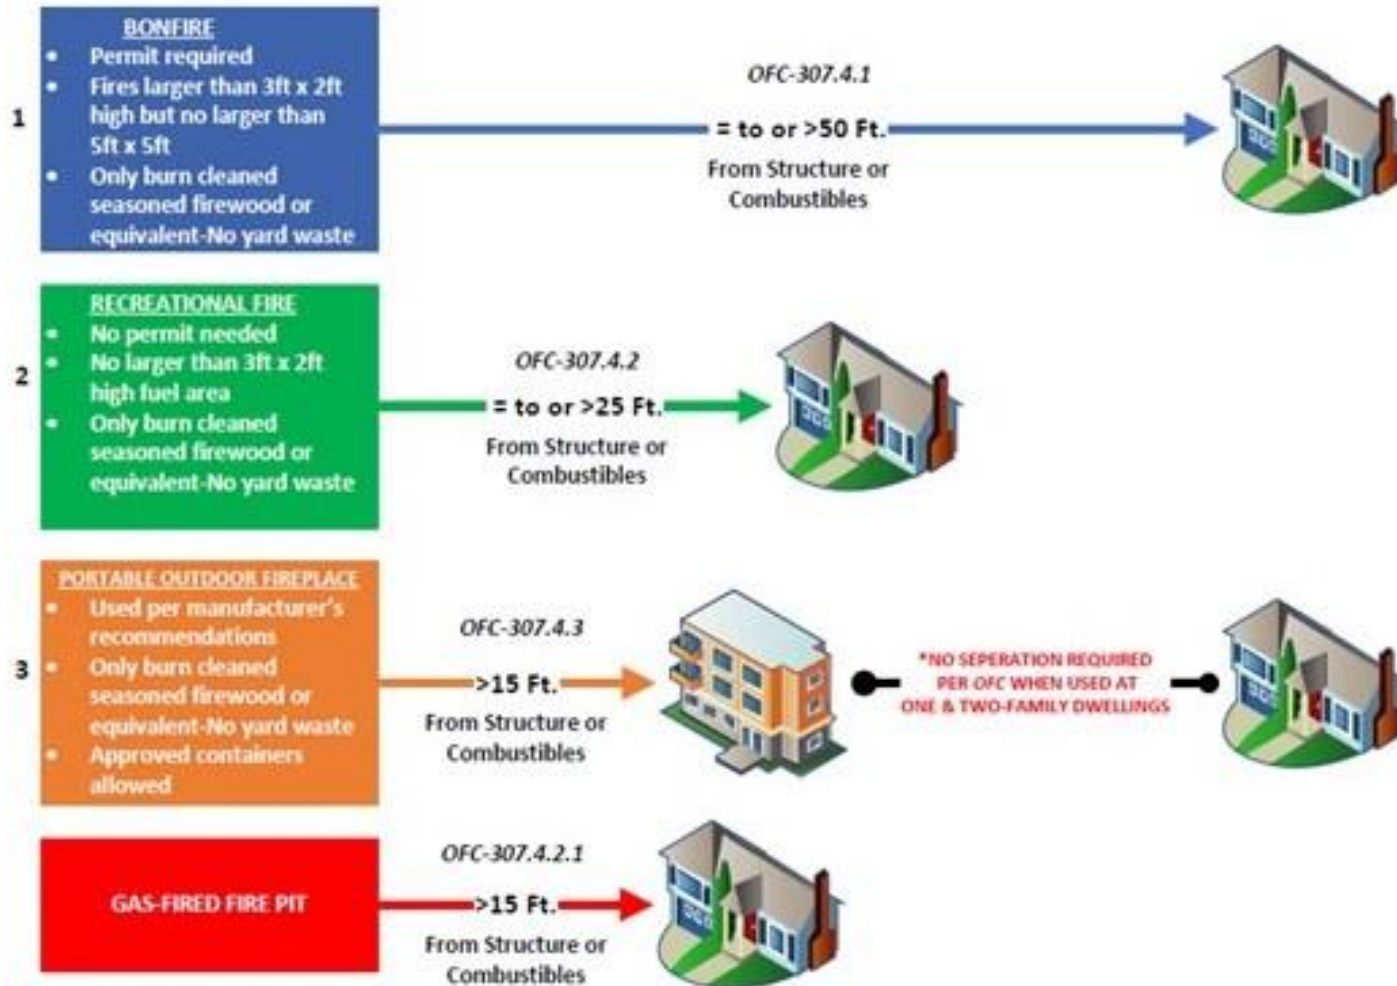 1
BONFIRE
• Permit required
• Fires larger than 3ft x 2ft
high but no larger than
5ft x 5ft
• Only burn cleaned
seasoned firewood or
equivalent-No yard waste
OFC-307.4.1
= to or >50 Ft.
From Structure or
Combustibles
2
RECREATIONAL FIRE
• No permit needed
• No larger than 3ft x 2ft
high fuel area
• Only burn cleaned
seasoned firewood or
equivalent-No yard waste
OFC-307.4.2
= to or >25 Ft.
From Structure or
Combustibles
3
PORTABLE OUTDOOR FIREPLACE
• Used per manufacturer's
recommendations
• Only burn cleaned
seasoned firewood or
equivalent-No yard waste
• Approved containers
allowed
OFC-307.4.3
>15 Ft.
From Structure or
Combustibles
*NO SEPERATION REQUIRED
PER OFC WHEN USED AT
ONE & TWO-FAMILY DWELLINGS
GAS-FIRED FIRE PIT
OFC-307.4.2.1
>15 Ft.
From Structure or
Combustibles